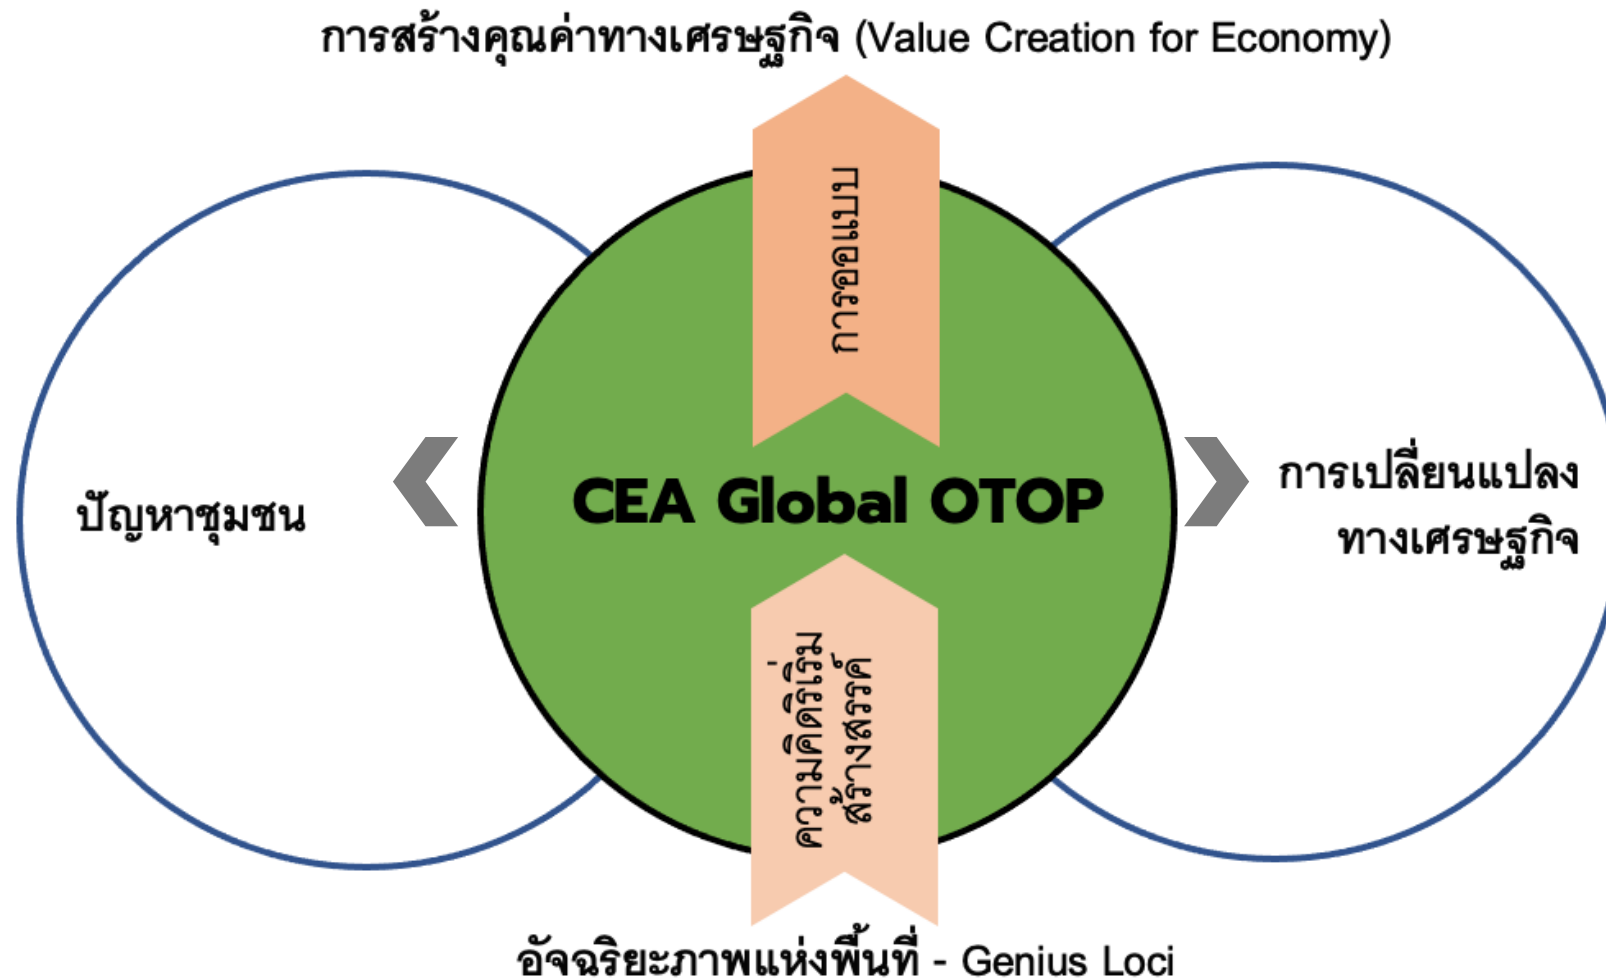 การสร้างคุณค่าทางเศรษฐกิจ (Value Creation for Economy)
การออแบบ
ปัญหาชุมชน
CEA Global OTOP
การเปลี่ยนแปลง
ทางเศรษฐกิจ
ความคิดริเริ่ม
สร้างสรรค์
อัจฉริยะภาพแห่งพื้นที่ - Genius Loci